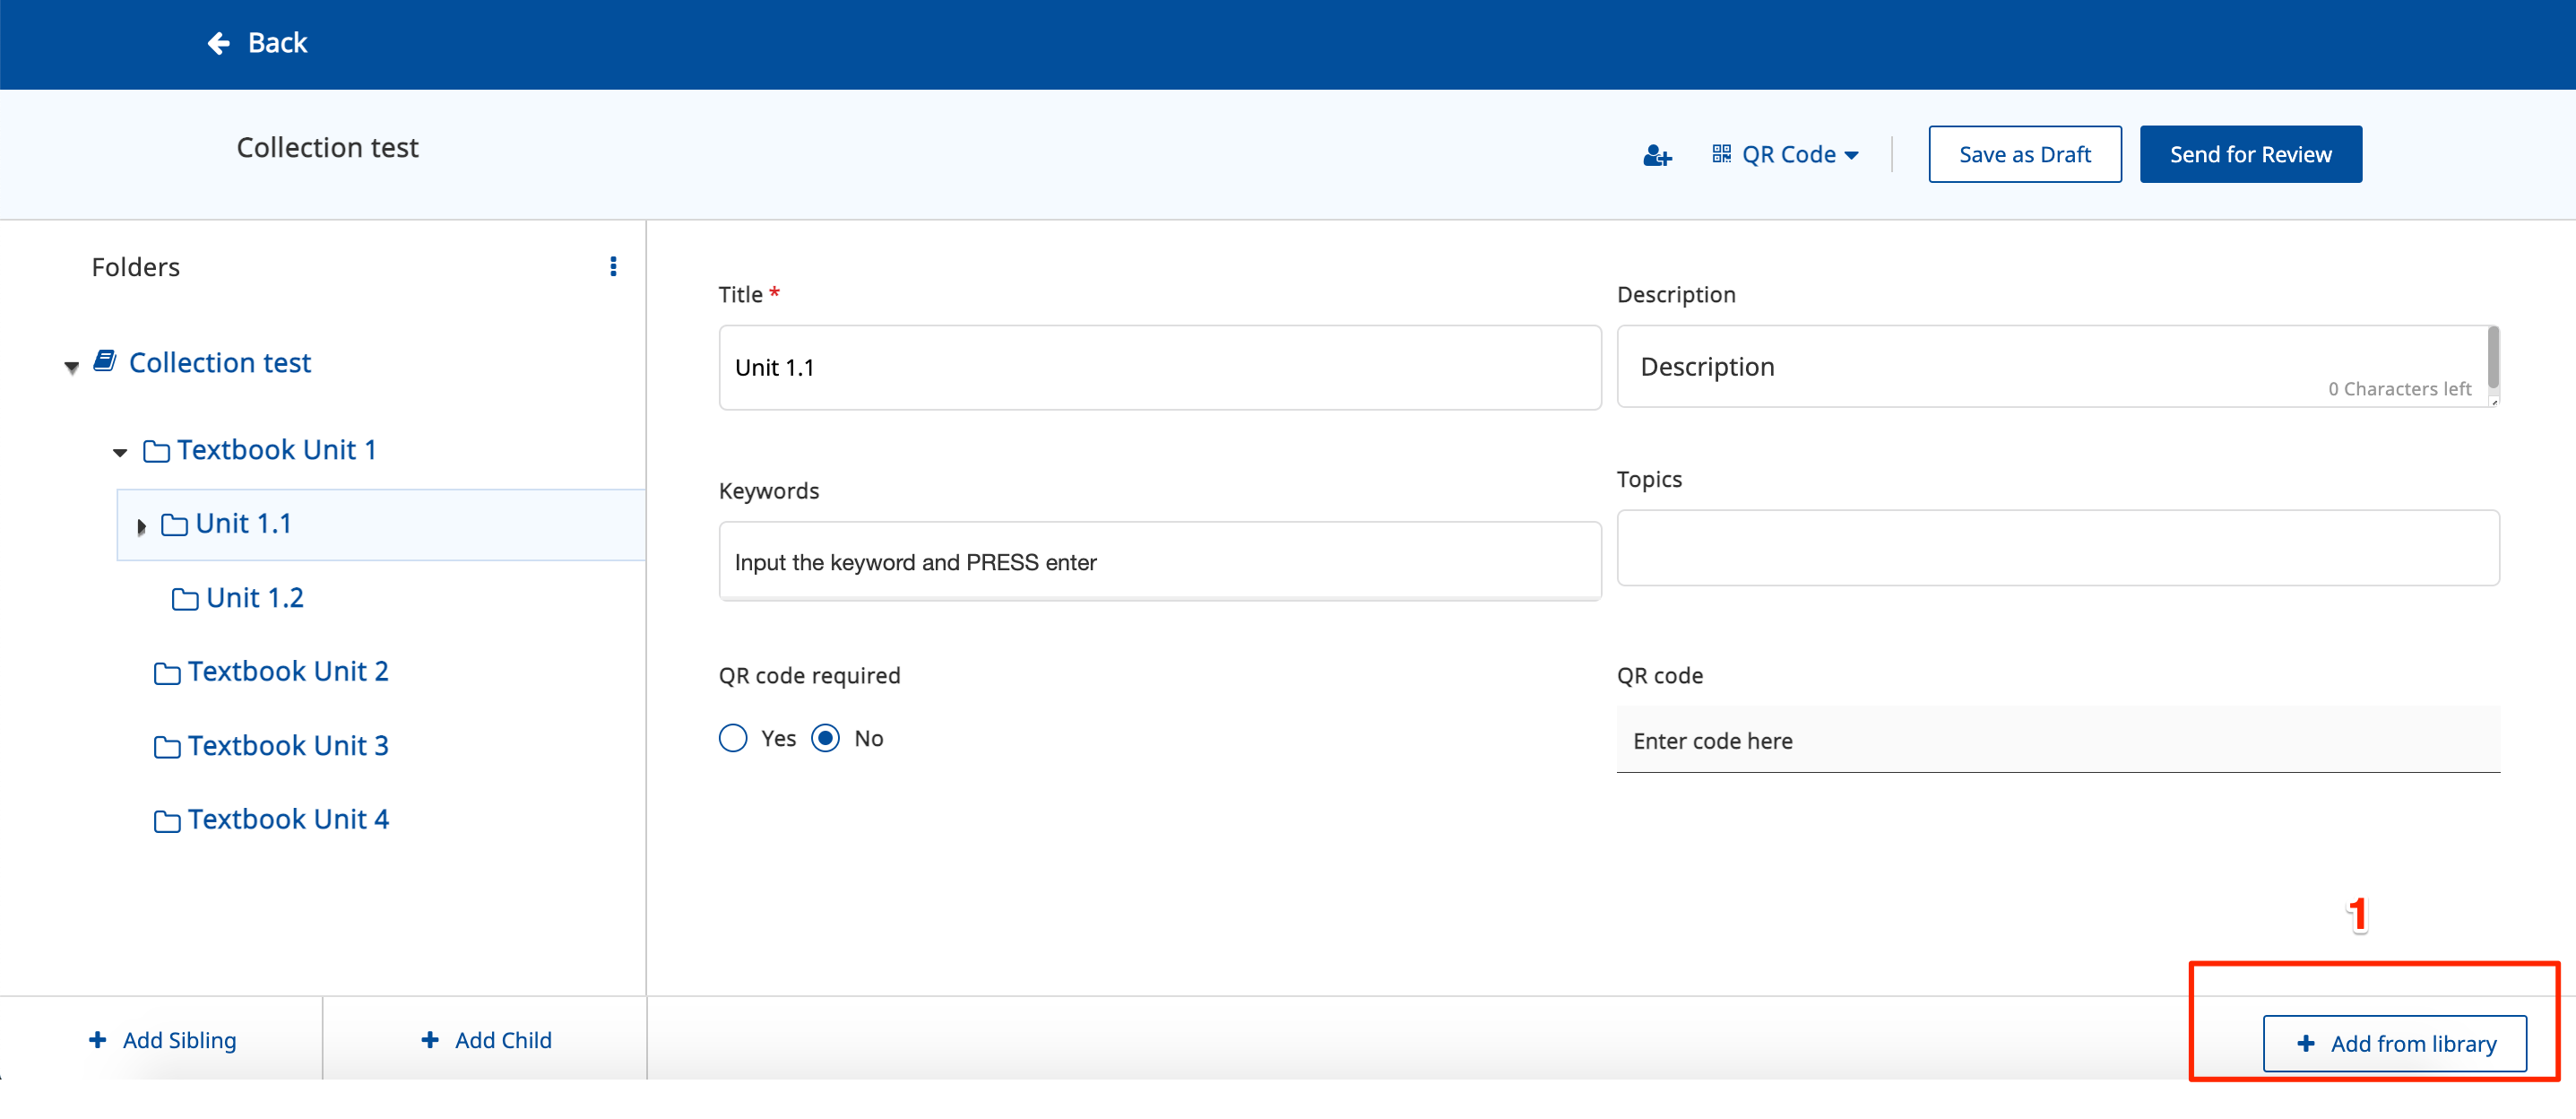 Back
Collection test
QR Code
Save as Draft
Send for Review
Folders
Collection test
Textbook Unit 1
Unit 1.1
Unit 1.2
Textbook Unit 2
Textbook Unit 3
Textbook Unit 4
Title *
Unit 1.1
Description
Description
0 Characters left
Keywords
Input the keyword and PRESS enter
Topics
QR code required
Yes
No
QR code
Enter code here
1
+ Add Sibling
+ Add Child
+ Add from library